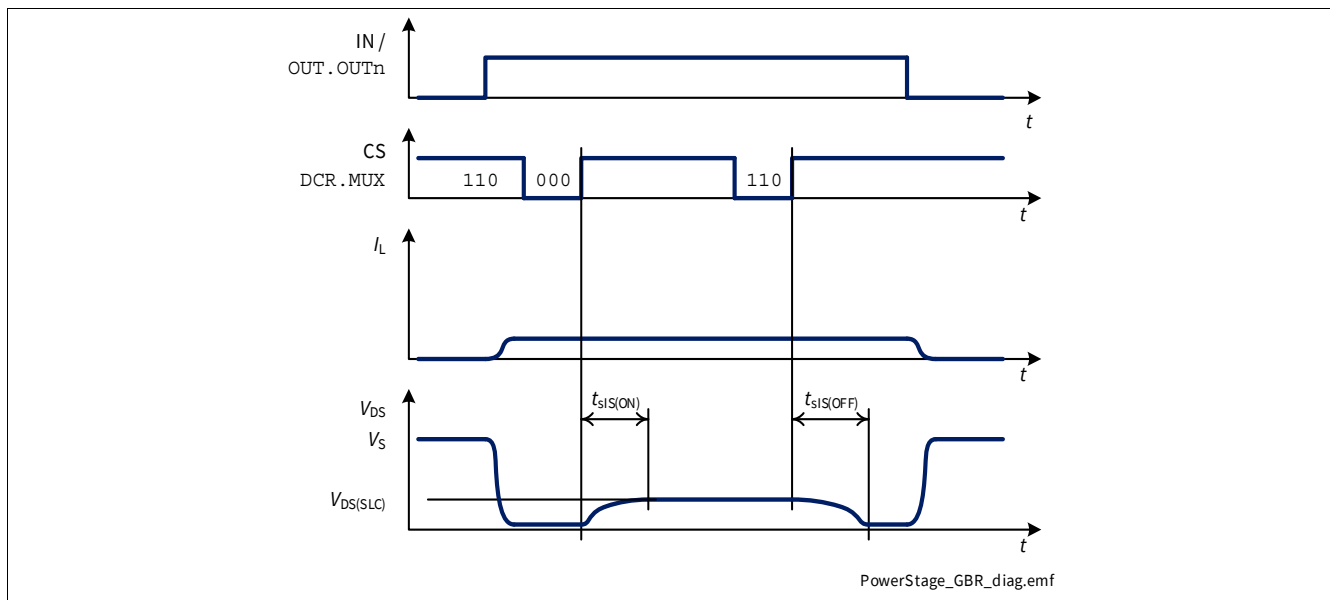 IN /
OUT.OUTn
t
CS
DCR.MUX 110 000 110
t
IL
t
VDS tsIS(ON) tsIS(OFF)
VS
VDS(SLC)
t
PowerStage_GBR_diag.emf